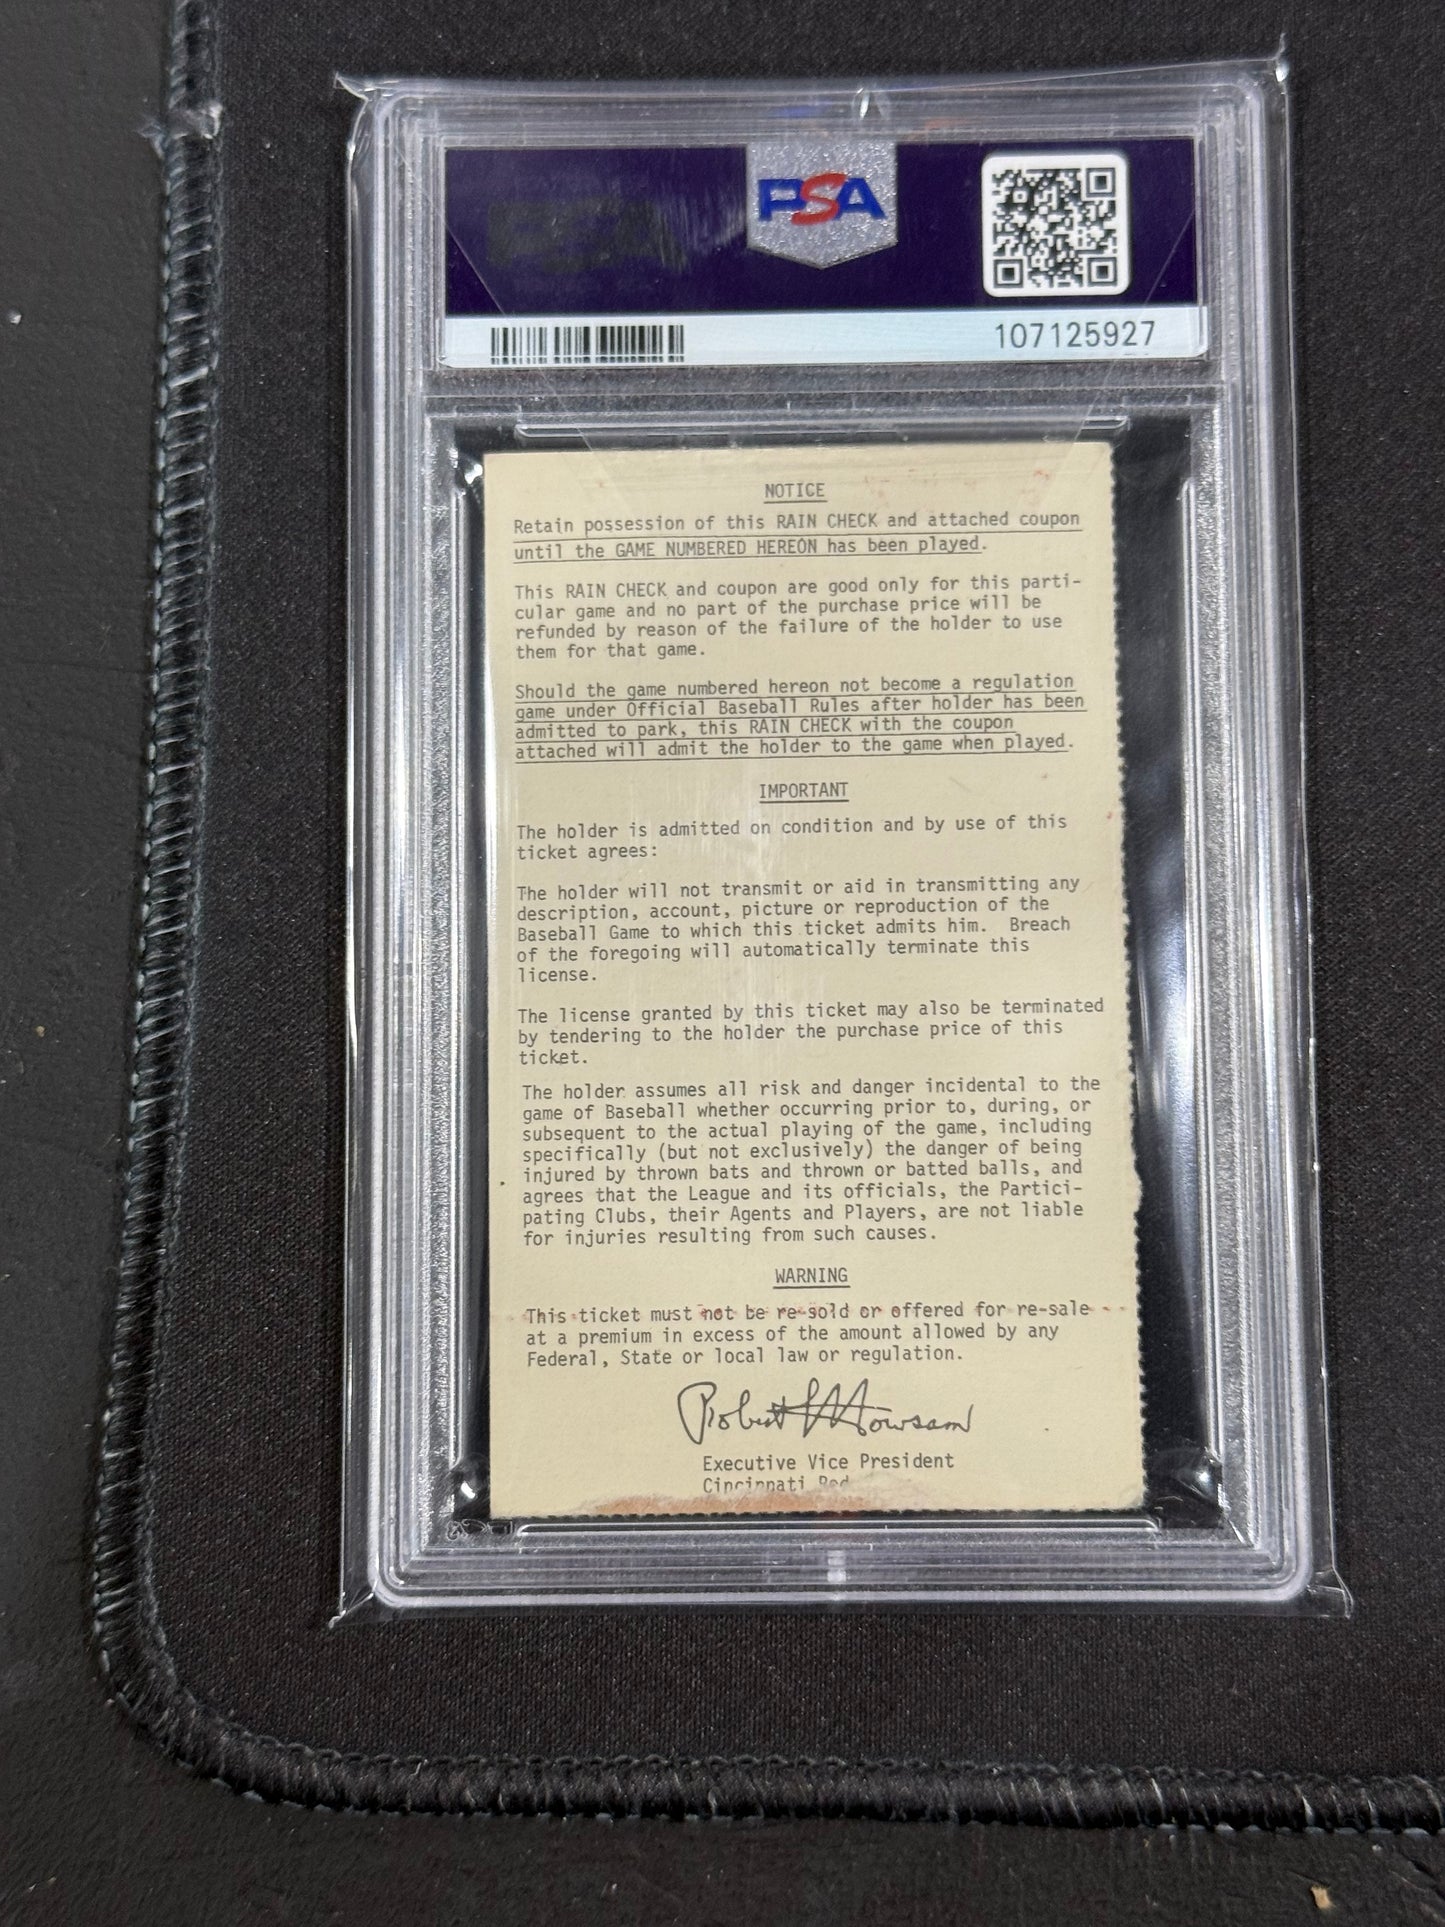 PSA
107125927
NOTICE
Retain possession of this RAIN CHECK and attached coupon
until the GAME NUMBERED HEREON has been played.
This RAIN CHECK and coupon are good only for this parti-
cular game and no part of the purchase price will be
refunded by reason of the failure of the holder to use
them for that game.
Should the game numbered hereon not become a regulation
game under Official Baseball Rules after holder has been
admitted to park, this RAIN CHECK with the coupon
attached will admit the holder to the game when played.
IMPORTANT
The holder is admitted on condition and by use of this
ticket agrees:
The holder will not transmit or aid in transmitting any
description, account, picture or reproduction of the
Baseball Game to which this ticket admits him. Breach
of the foregoing will automatically terminate this
license.
The license granted by this ticket may also be terminated
by tendering to the holder the purchase price of this
ticket.
The holder assumes all risk and danger incidental to the
game of Baseball whether occurring prior to, during, or
subsequent to the actual playing of the game, including
specifically (but not exclusively) the danger of being
injured by thrown bats and thrown or batted balls, and
agrees that the League and its officials, the Partici-
pating Clubs, their Agents and Players, are not liable
for injuries resulting from such causes.
WARNING
This ticket must not be re-sold or offered for re-sale
at a premium in excess of the amount allowed by any
Federal, State or local law or regulation.
Robert L Howsam
Executive Vice President
Cincinnati Red